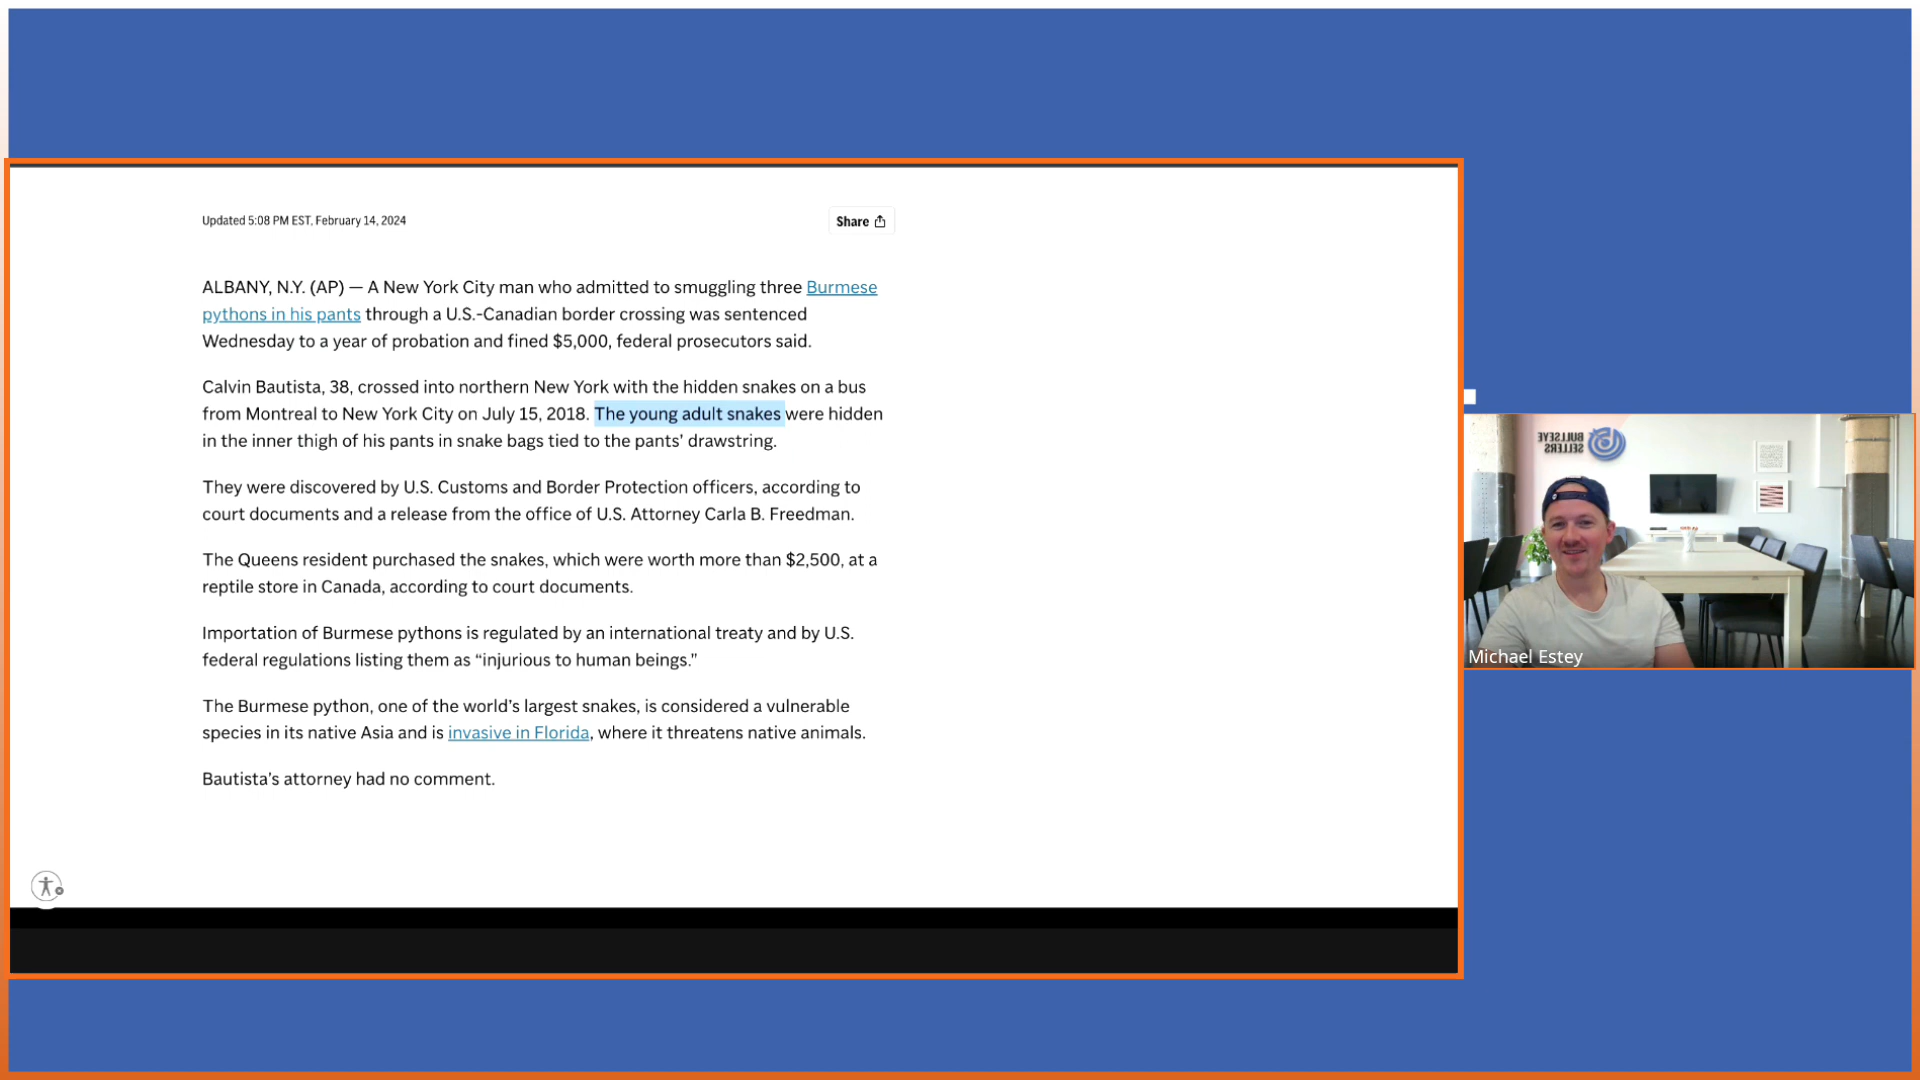 Updated 5:08 PM EST, February 14, 2024
Share
ALBANY, N.Y. (AP) — A New York City man who admitted to smuggling three Burmese
pythons in his pants through a U.S.-Canadian border crossing was sentenced
Wednesday to a year of probation and fined $5,000, federal prosecutors said.
Calvin Bautista, 38, crossed into northern New York with the hidden snakes on a bus
from Montreal to New York City on July 15, 2018. The young adult snakes were hidden
in the inner thigh of his pants in snake bags tied to the pants’ drawstring.
They were discovered by U.S. Customs and Border Protection officers, according to
court documents and a release from the office of U.S. Attorney Carla B. Freedman.
The Queens resident purchased the snakes, which were worth more than $2,500, at a
reptile store in Canada, according to court documents.
Importation of Burmese pythons is regulated by an international treaty and by U.S.
federal regulations listing them as “injurious to human beings.”
The Burmese python, one of the world’s largest snakes, is considered a vulnerable
species in its native Asia and is invasive in Florida, where it threatens native animals.
Bautista’s attorney had no comment.
BULLSEYE
SELLERS
Michael Estey